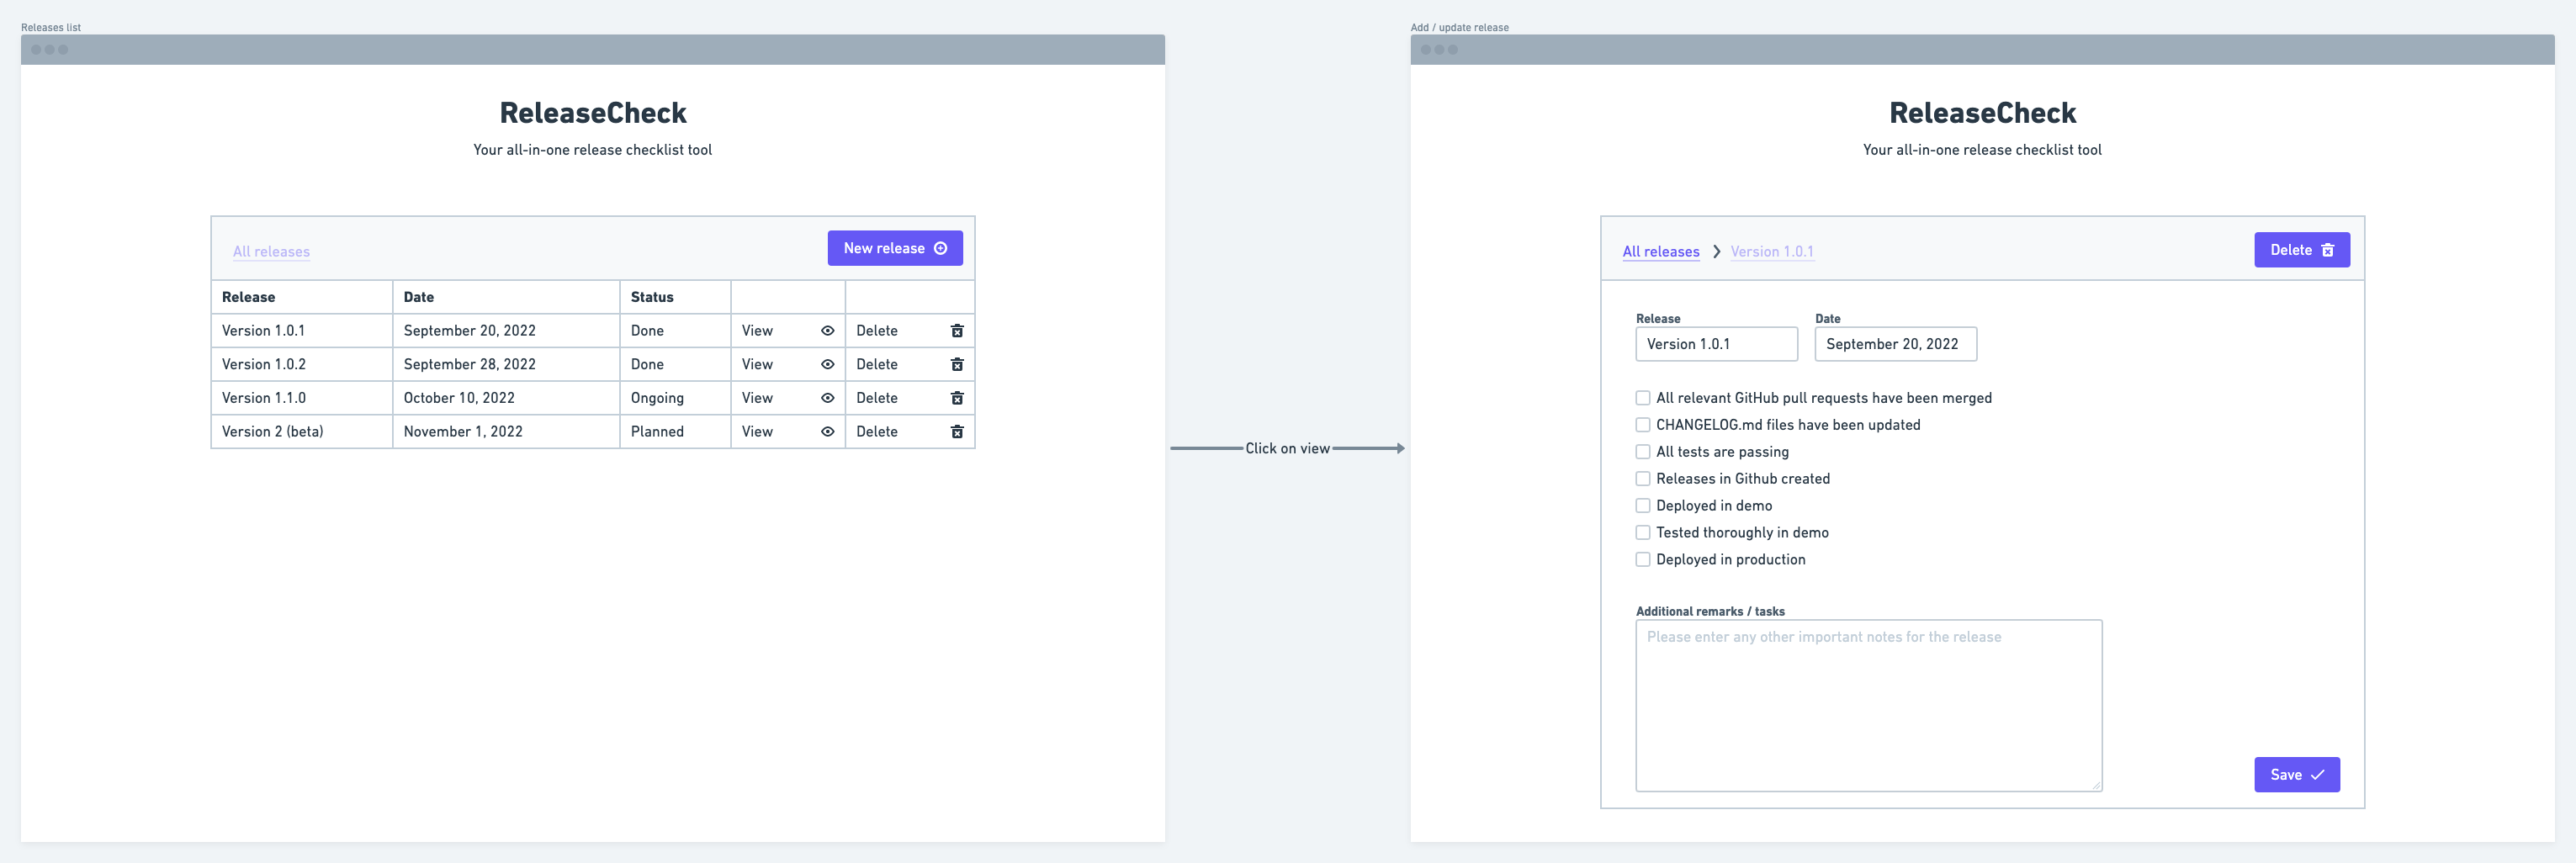 Releases list
ReleaseCheck
Your all-in-one release checklist tool
All releases
New release
Release Date Status
Version 1.0.1 September 20, 2022 Done View Delete
Version 1.0.2 September 28, 2022 Done View Delete
Version 1.1.0 October 10, 2022 Ongoing View Delete
Version 2 (beta) November 1, 2022 Planned View Delete
Click on view
Add / update release
ReleaseCheck
Your all-in-one release checklist tool
All releases Version 1.0.1
Delete
Release Date
Version 1.0.1 September 20, 2022
All relevant GitHub pull requests have been merged
CHANGELOG.md files have been updated
All tests are passing
Releases in Github created
Deployed in demo
Tested thoroughly in demo
Deployed in production
Additional remarks / tasks
Please enter any other important notes for the release
Save